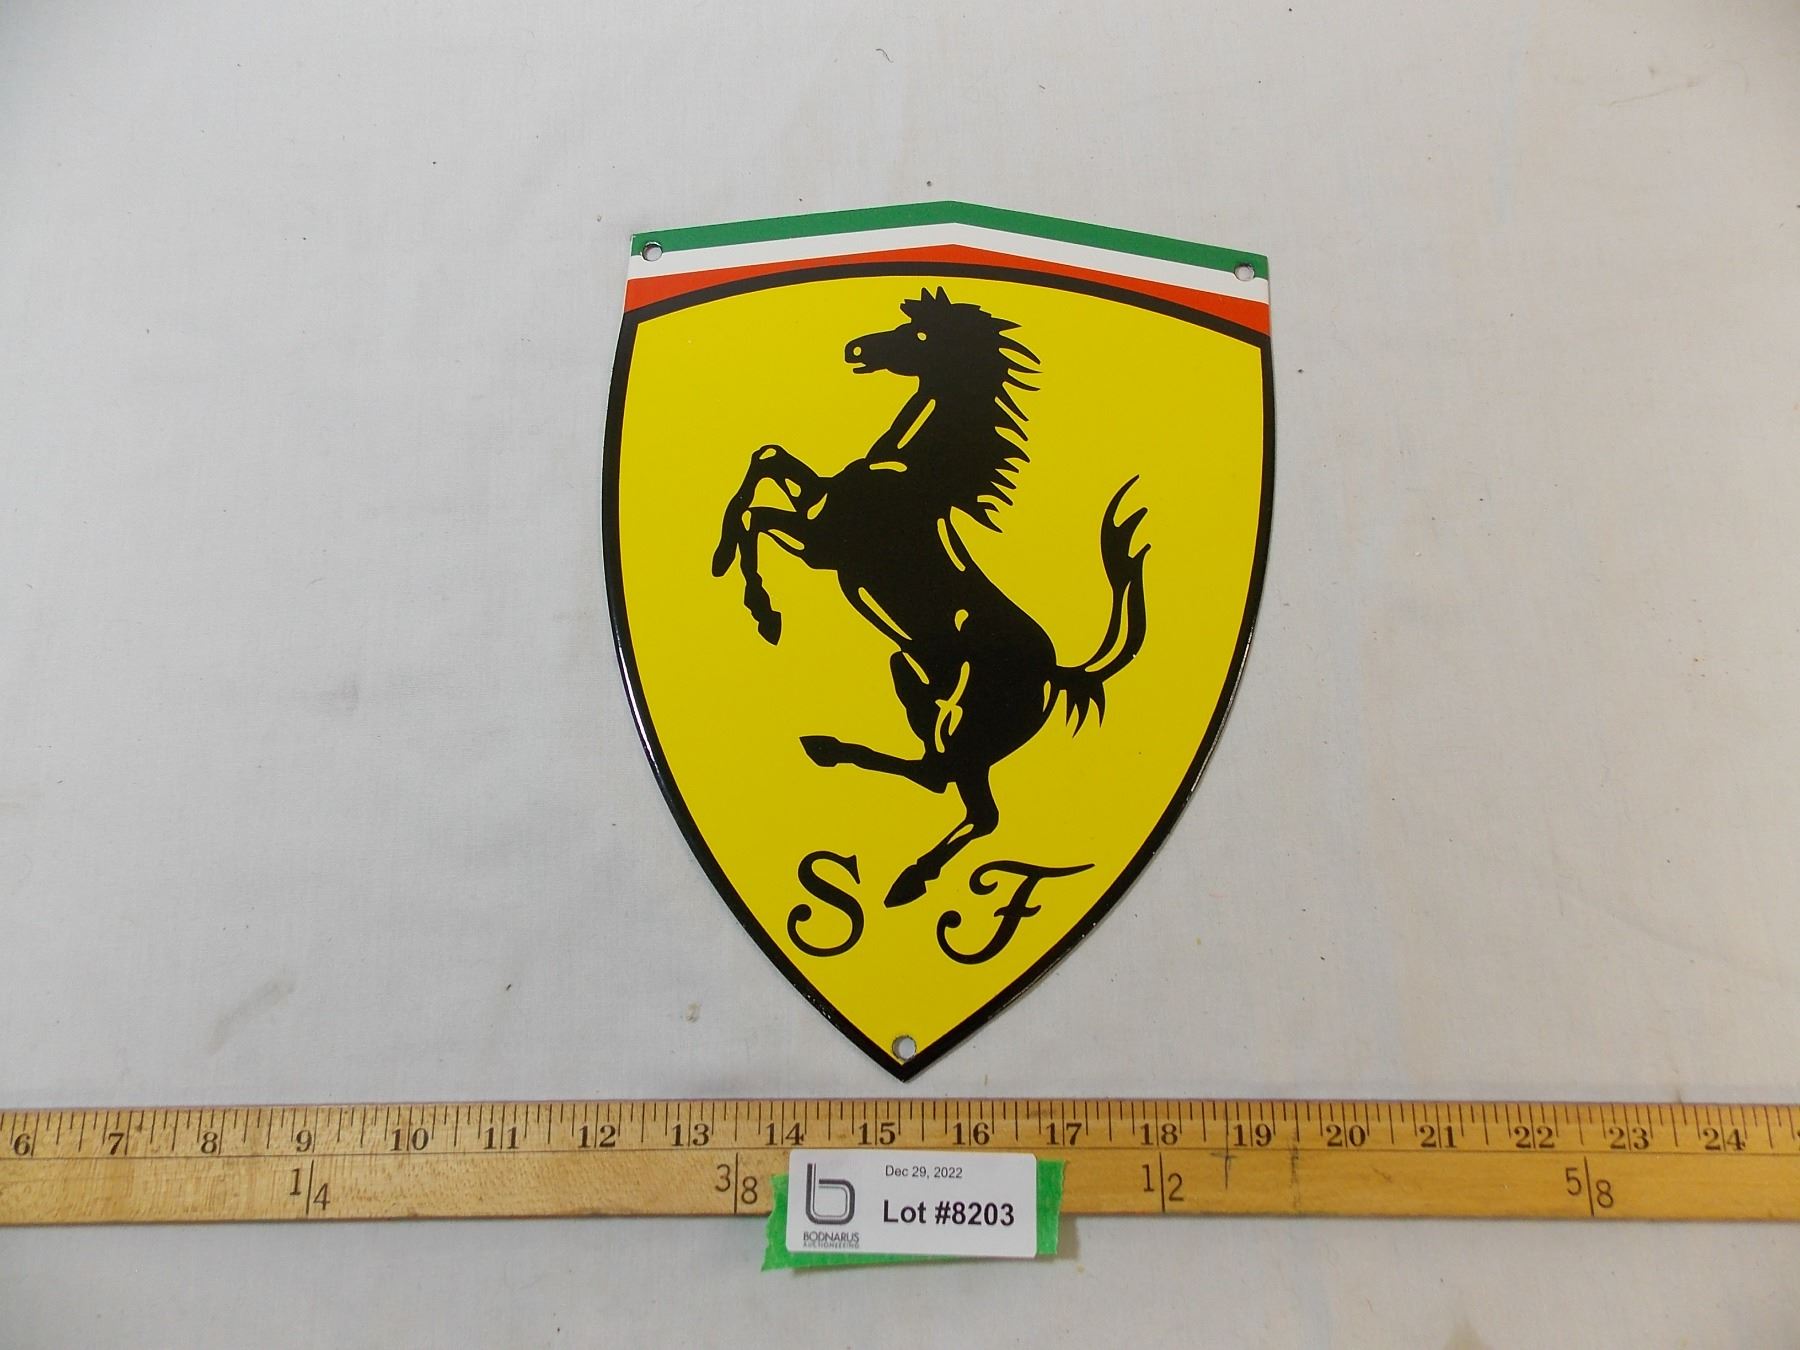 S F
6 7 8 9 10 11 12 13 14 15 16 17 18 19 20 21 22 23 24
1/4 3/8 1/2 5/8
Dec 29, 2022
Lot #8203
BODNARUS
AUCTIONEERING